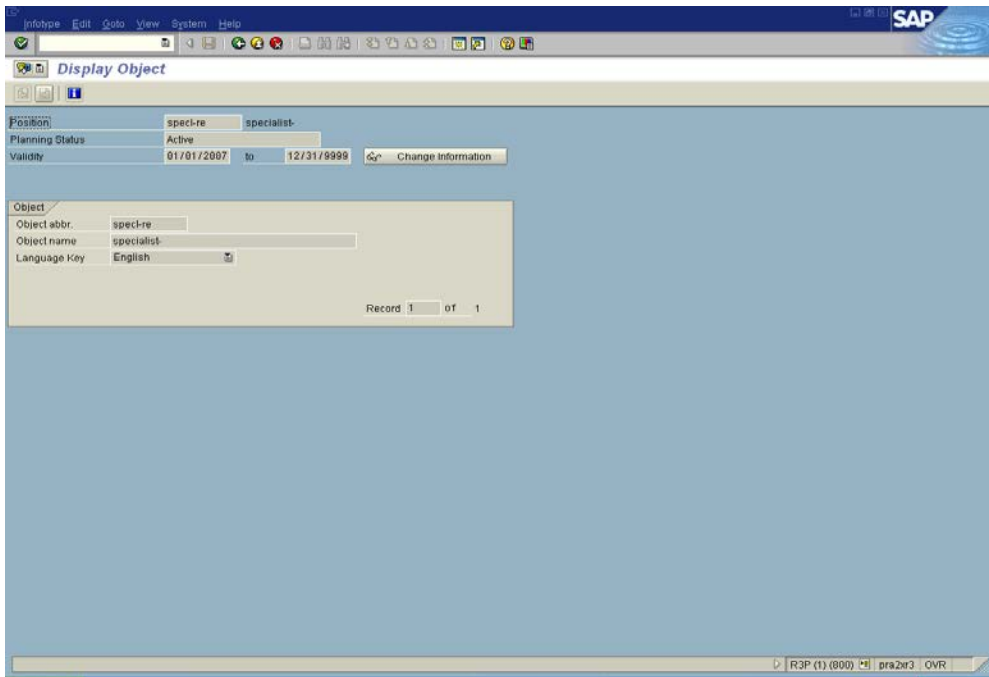 Infotype Edit Goto View System Help
SAP
Display Object
Position speci-re specialist-
Planning Status Active
Validity 01/01/2007 to 12/31/9999 Change Information
Object
Object abbr. speci-re
Object name specialist-
Language Key English
Record 1 of 1
R3P (1) (800) pra2xr3 OVR